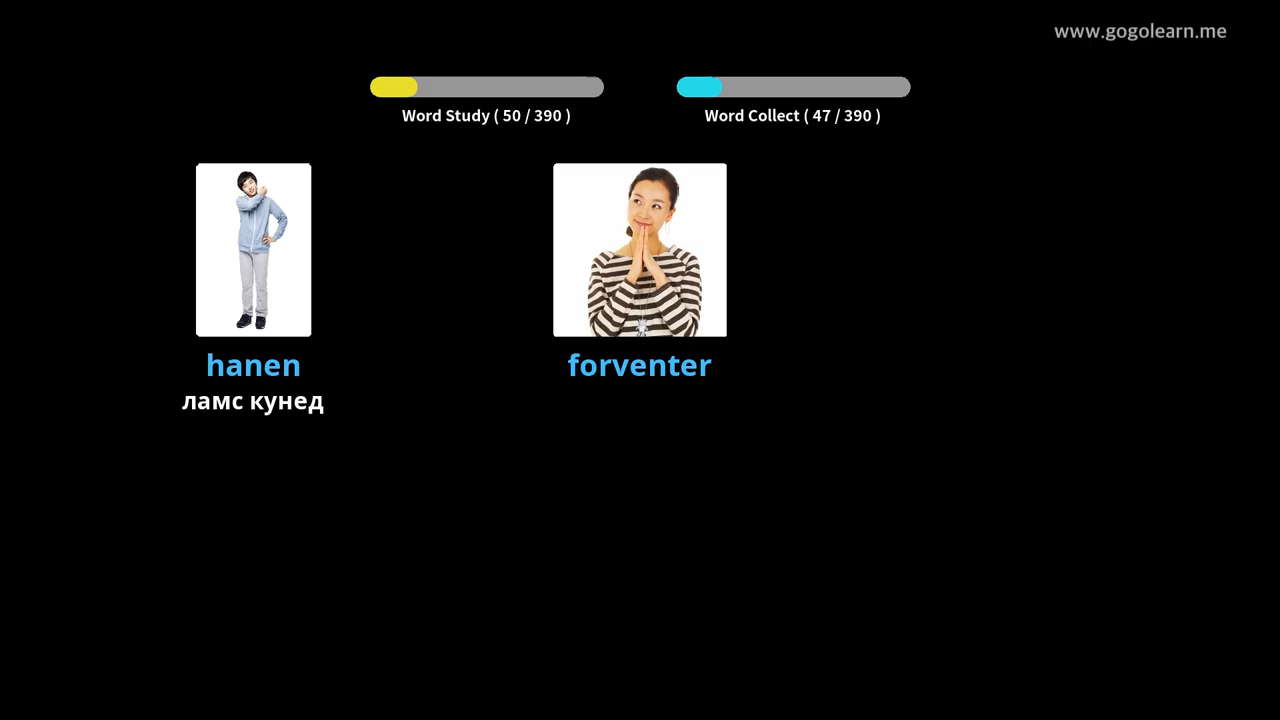 www.gogolearn.me
Word Study ( 50 / 390 )
Word Collect ( 47 / 390 )
hanen
ламс кунед
forventer